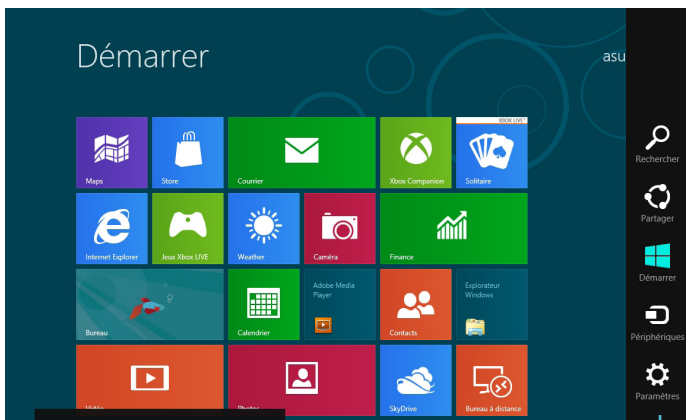 Démarrer
asu
XBOX LIVE
Maps
Store
Courrier
Xbox Companion
Solitaire
Internet Explorer
Jeux Xbox LIVE
Weather
Caméra
Finance
Bureau
Calendrier
Adobe Media
Player
Contacts
Explorateur
Windows
Vidéo
Photos
SkyDrive
Bureau à distance
Rechercher
Partager
Démarrer
Périphériques
Paramètres